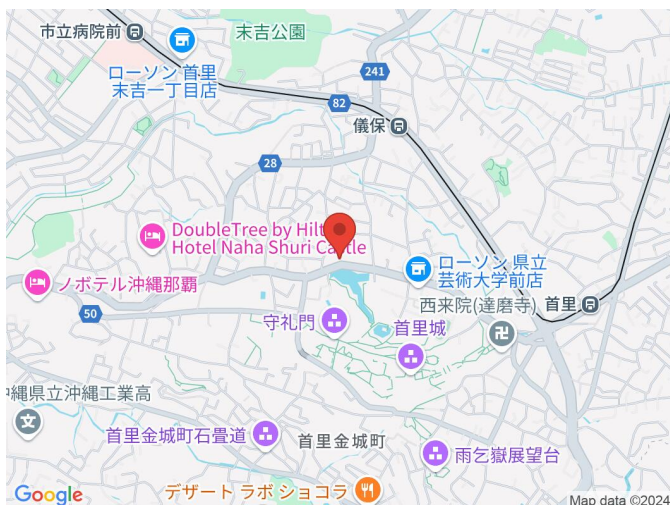 市立病院前
末吉公園
ローソン 首里
末吉一丁目店
241
82
儀保
28
DoubleTree by Hilt
Hotel Naha Shuri Castle
ローソン 県立
芸術大学前店
ノボテル沖縄那覇
西来院(達磨寺)
首里
50
守礼門
首里城
沖縄県立沖縄工業高
首里金城町石畳道
首里金城町
雨乞嶽展望台
デザート ラボ ショコラ
Google
Map data ©2024